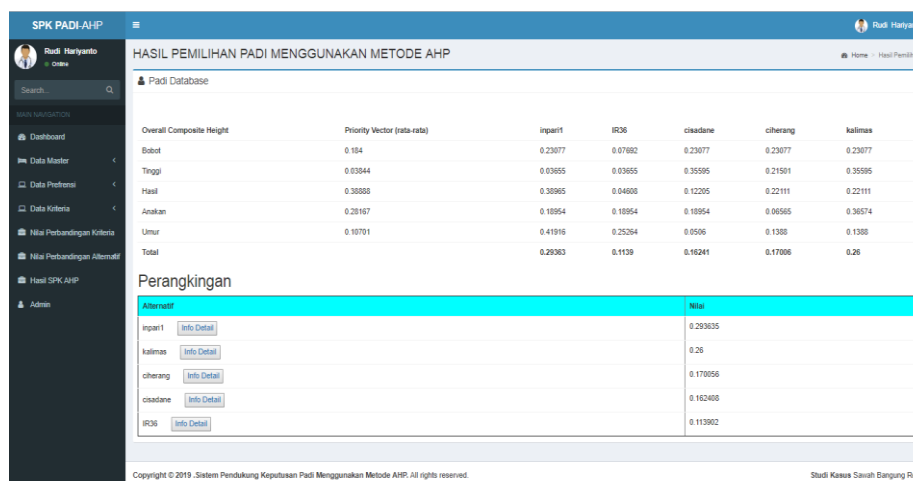 SPK PADI-AHP
Rudi Hariya
Rudi Hariyanto
Online
Search...
MAIN NAVIGATION
Dashboard
Data Master
Data Prefrensi
Data Kriteria
Nilai Perbandingan Kriteria
Nilai Perbandingan Alternatif
Hasil SPK AHP
Admin
HASIL PEMILIHAN PADI MENGGUNAKAN METODE AHP
Home > Hasil Pemilih
Padi Database
Overall Composite Height Priority Vector (rata-rata) inpari1 IR36 cisadane ciherang kalimas
Bobot 0.184 0.23077 0.07692 0.23077 0.23077 0.23077
Tinggi 0.03844 0.03655 0.03655 0.35595 0.21501 0.35595
Hasil 0.38888 0.38965 0.04608 0.12205 0.22111 0.22111
Anakan 0.28167 0.18954 0.18954 0.18954 0.06565 0.36574
Umur 0.10701 0.41916 0.25264 0.0506 0.1388 0.1388
Total 0.29363 0.1139 0.16241 0.17006 0.26
Perangkingan
Alternatif Nilai
inpari1 Info Detail 0.293635
kalimas Info Detail 0.26
ciherang Info Detail 0.170056
cisadane Info Detail 0.162408
IR36 Info Detail 0.113902
Copyright © 2019 .Sistem Pendukung Keputusan Padi Menggunakan Metode AHP. All rights reserved.
Studi Kasus Sawah Bangung R